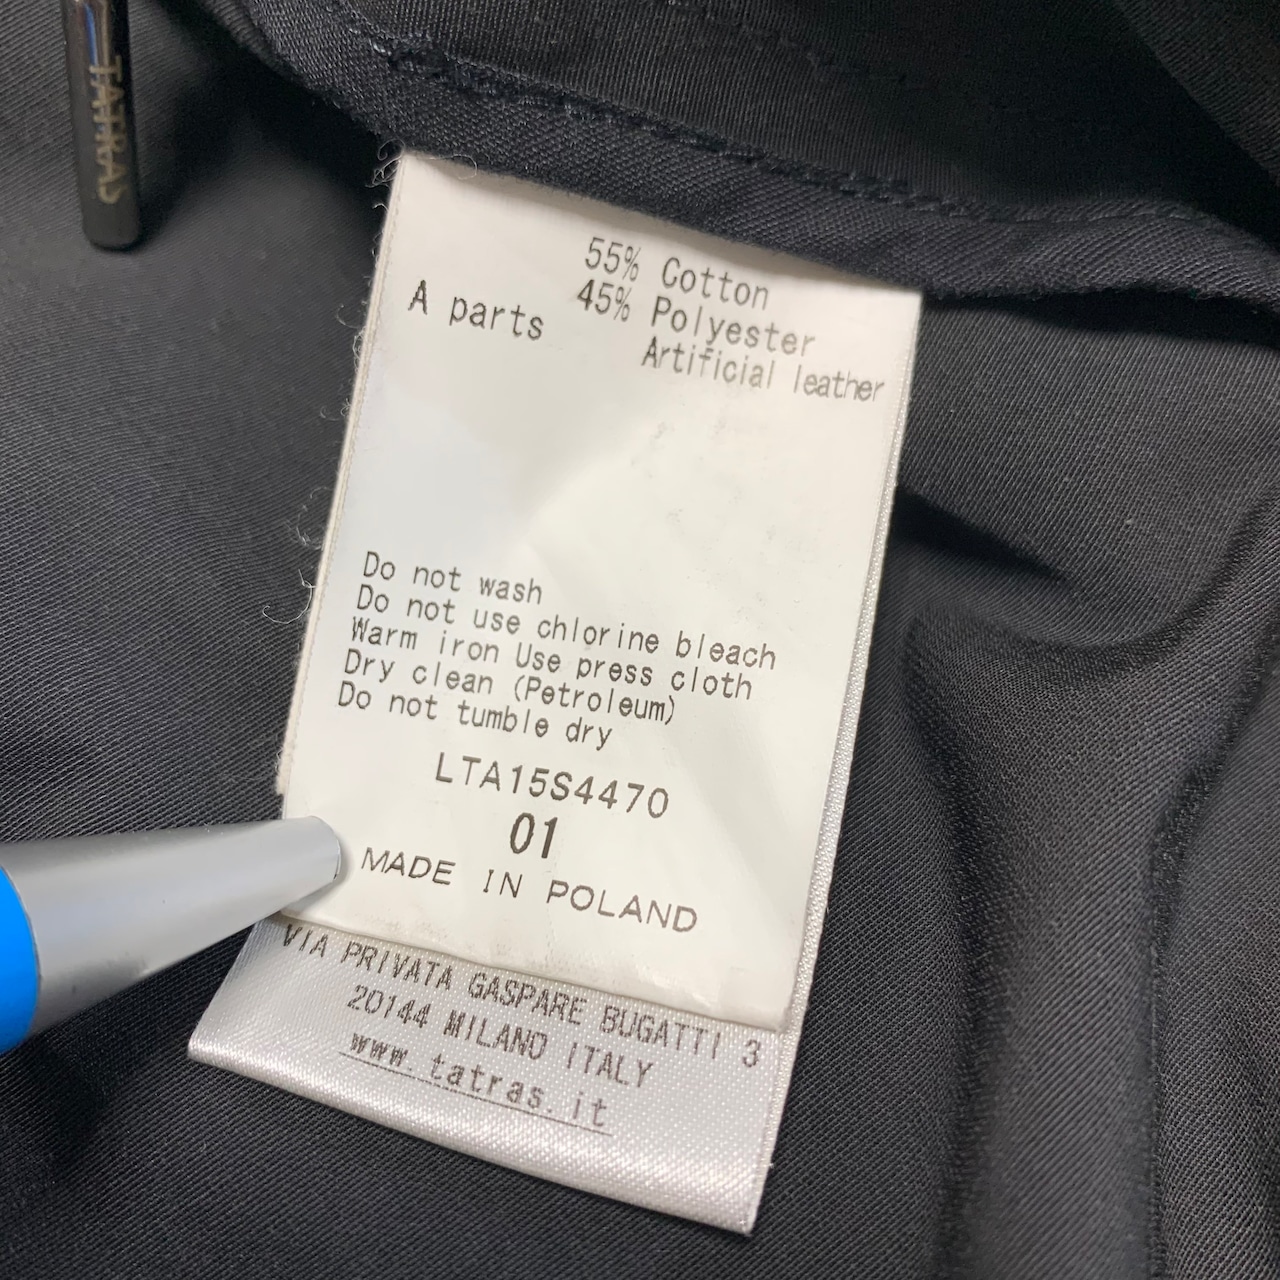 TATRAS
55% Cotton
45% Polyester
A parts Artificial leather
Do not wash
Do not use chlorine bleach
Warm iron Use press cloth
Dry clean (Petroleum)
Do not tumble dry
LTA15S4470
01
MADE IN POLAND
VIA PRIVATA GASPARE BUGATTI 3
20144 MILANO ITALY
www.tatras.it